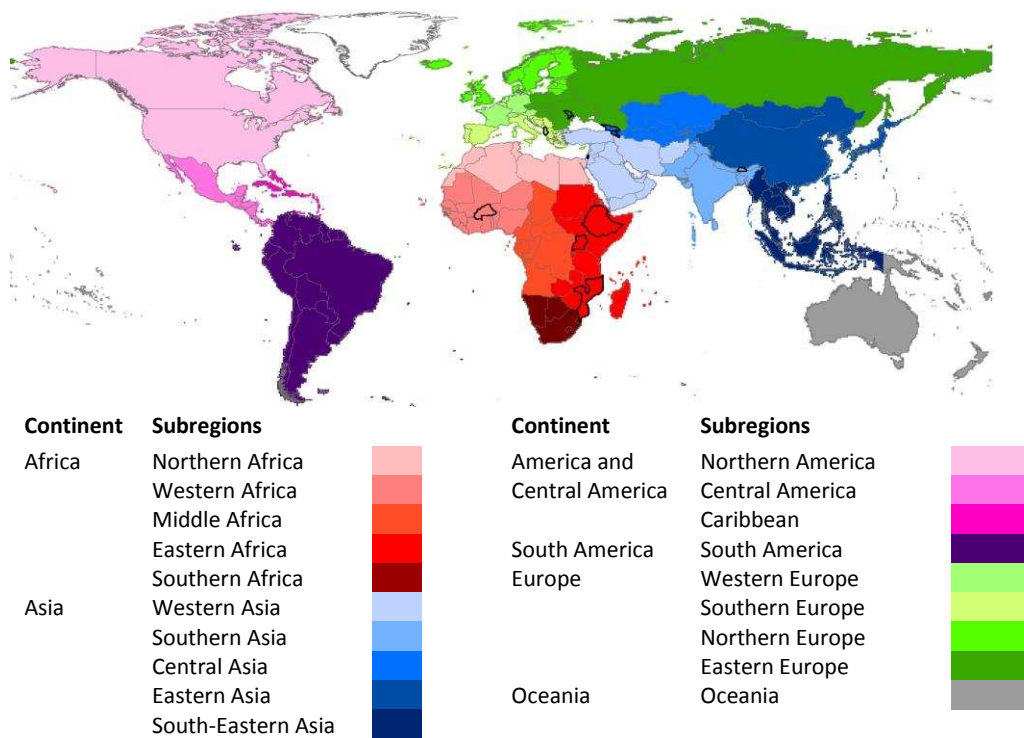 Continent Subregions
Africa Northern Africa
Western Africa
Middle Africa
Eastern Africa
Southern Africa
Asia Western Asia
Southern Asia
Central Asia
Eastern Asia
South-Eastern Asia
Continent Subregions
America and Northern America
Central America Central America
Caribbean
South America South America
Europe Western Europe
Southern Europe
Northern Europe
Eastern Europe
Oceania Oceania